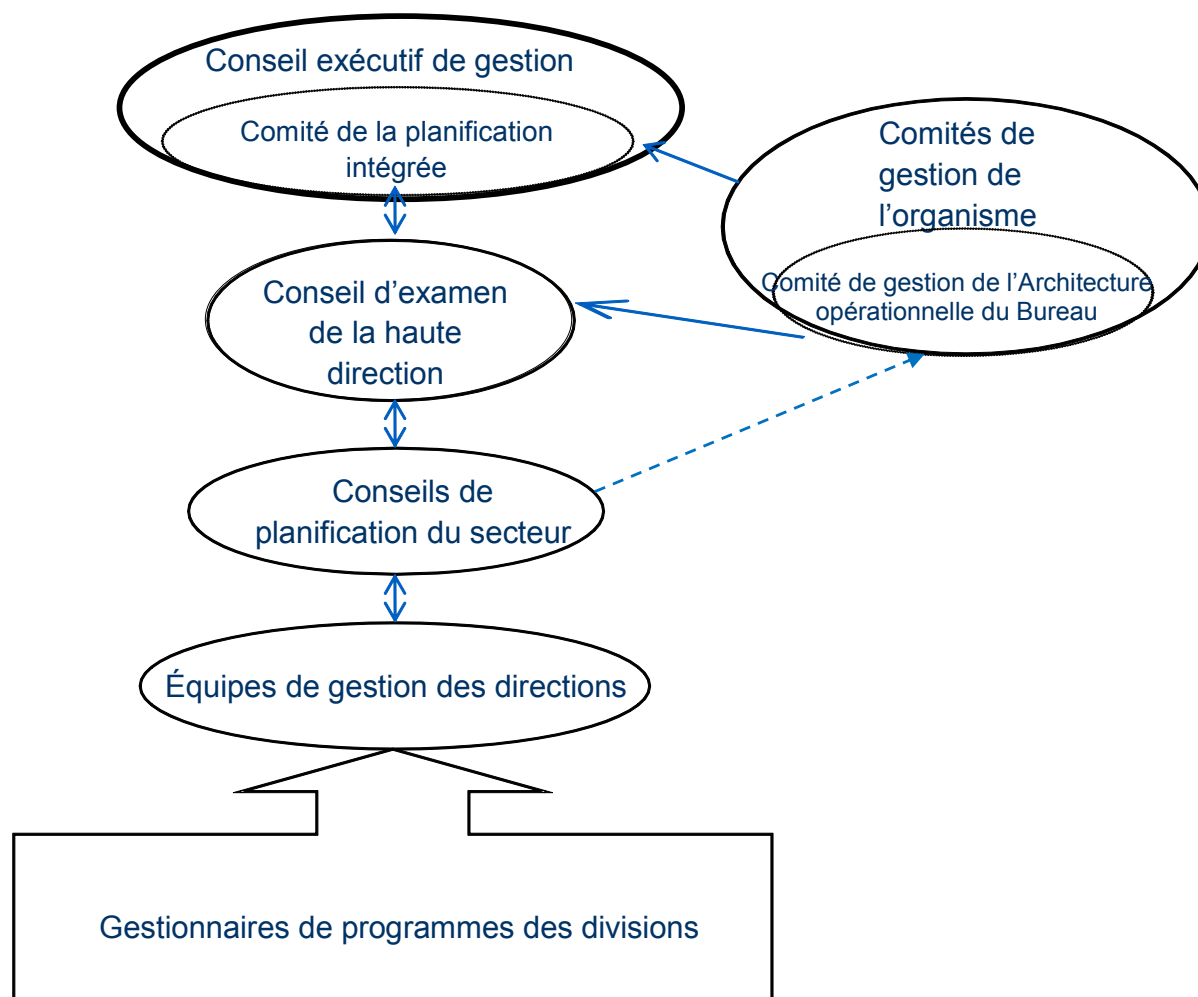 Conseil exécutif de gestion
Comité de la planification
intégrée
Comités de
gestion de
l’organisme
Comité de gestion de l’Architecture
opérationnelle du Bureau
Conseil d’examen
de la haute
direction
Conseils de
planification du secteur
Équipes de gestion des directions
Gestionnaires de programmes des divisions